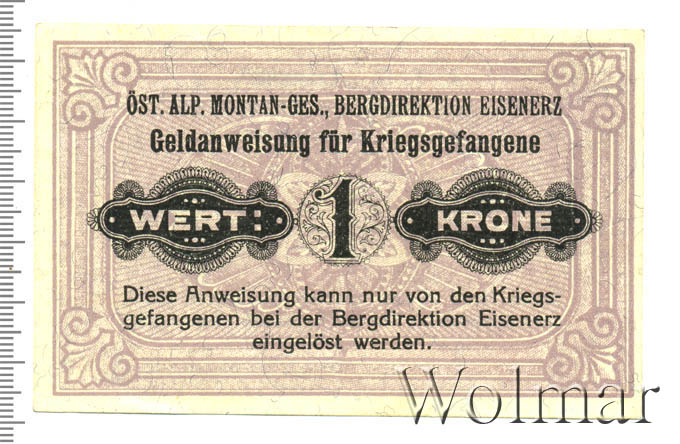 ÖST. ALP. MONTAN-GES., BERGDIREKTION EISENERZ
Geldanweisung für Kriegsgefangene
WERT: 1 KRONE
Diese Anweisung kann nur von den Kriegs-
gefangenen bei der Bergdirektion Eisenerz
eingelöst werden.
Wolmar